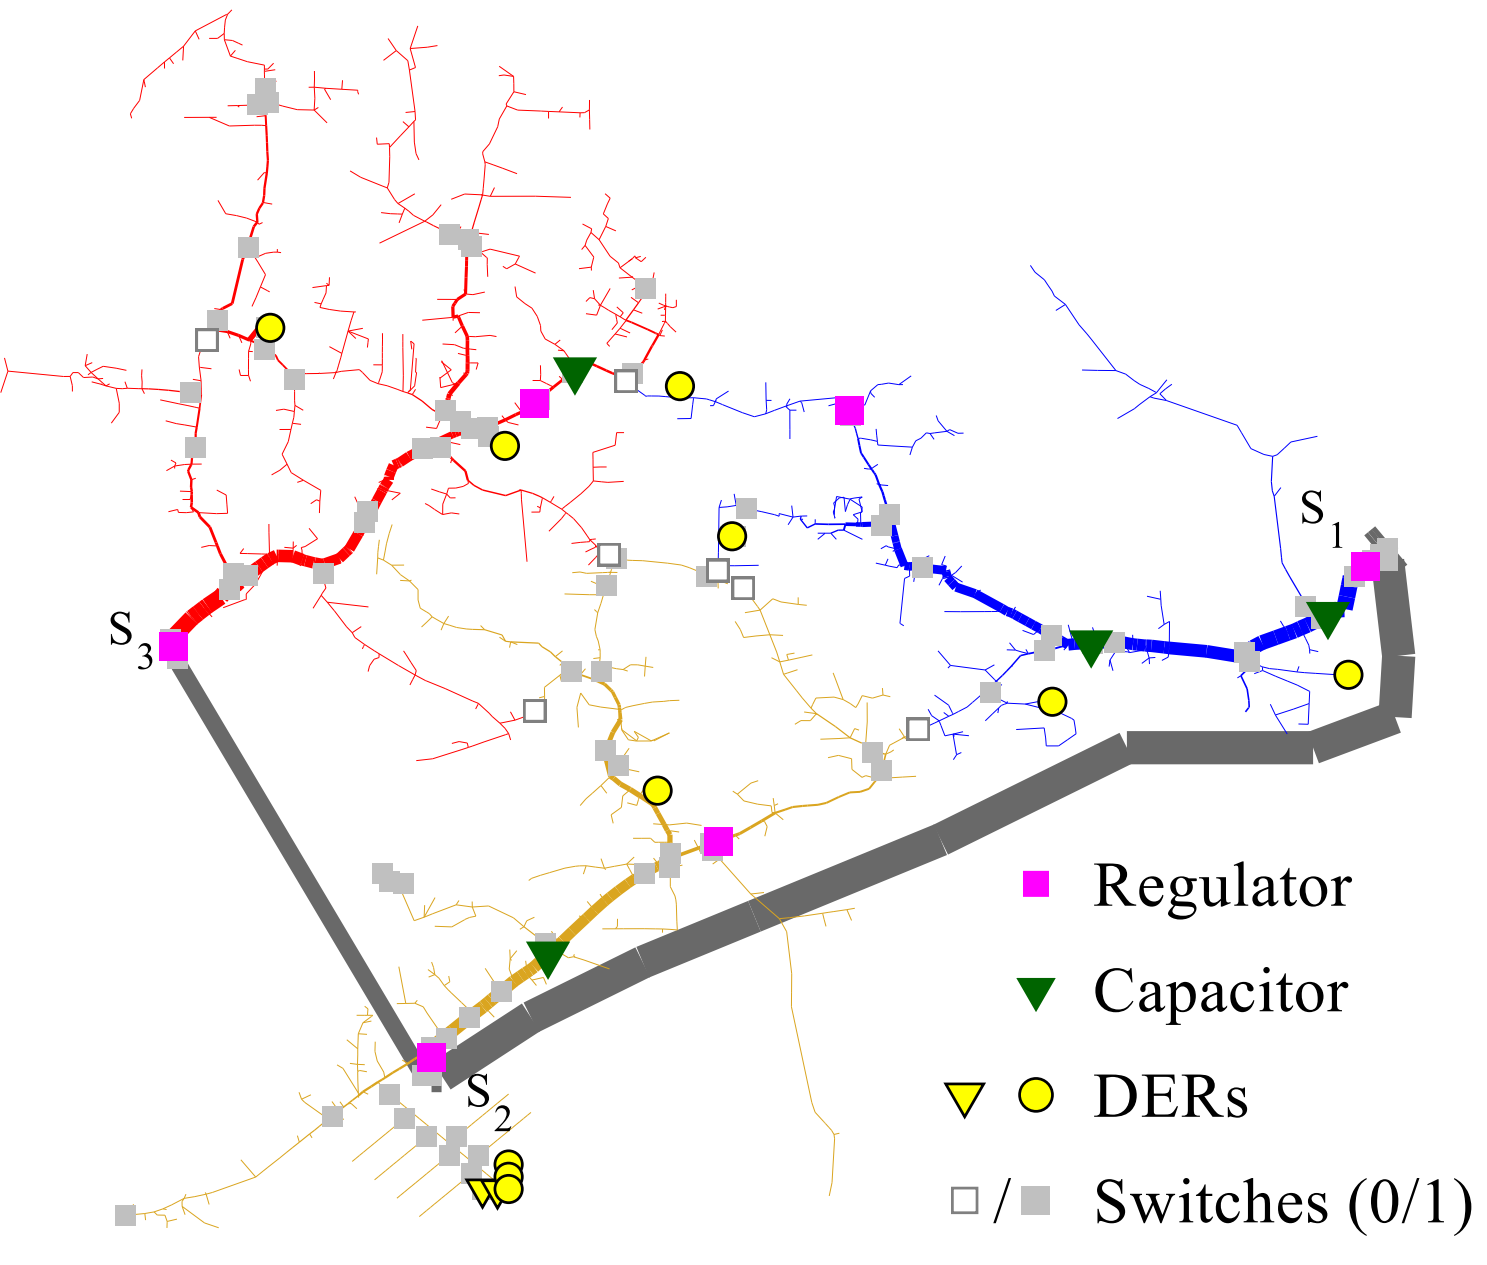 S1
S3
Regulator
Capacitor
S2
DERs
/ Switches (0/1)